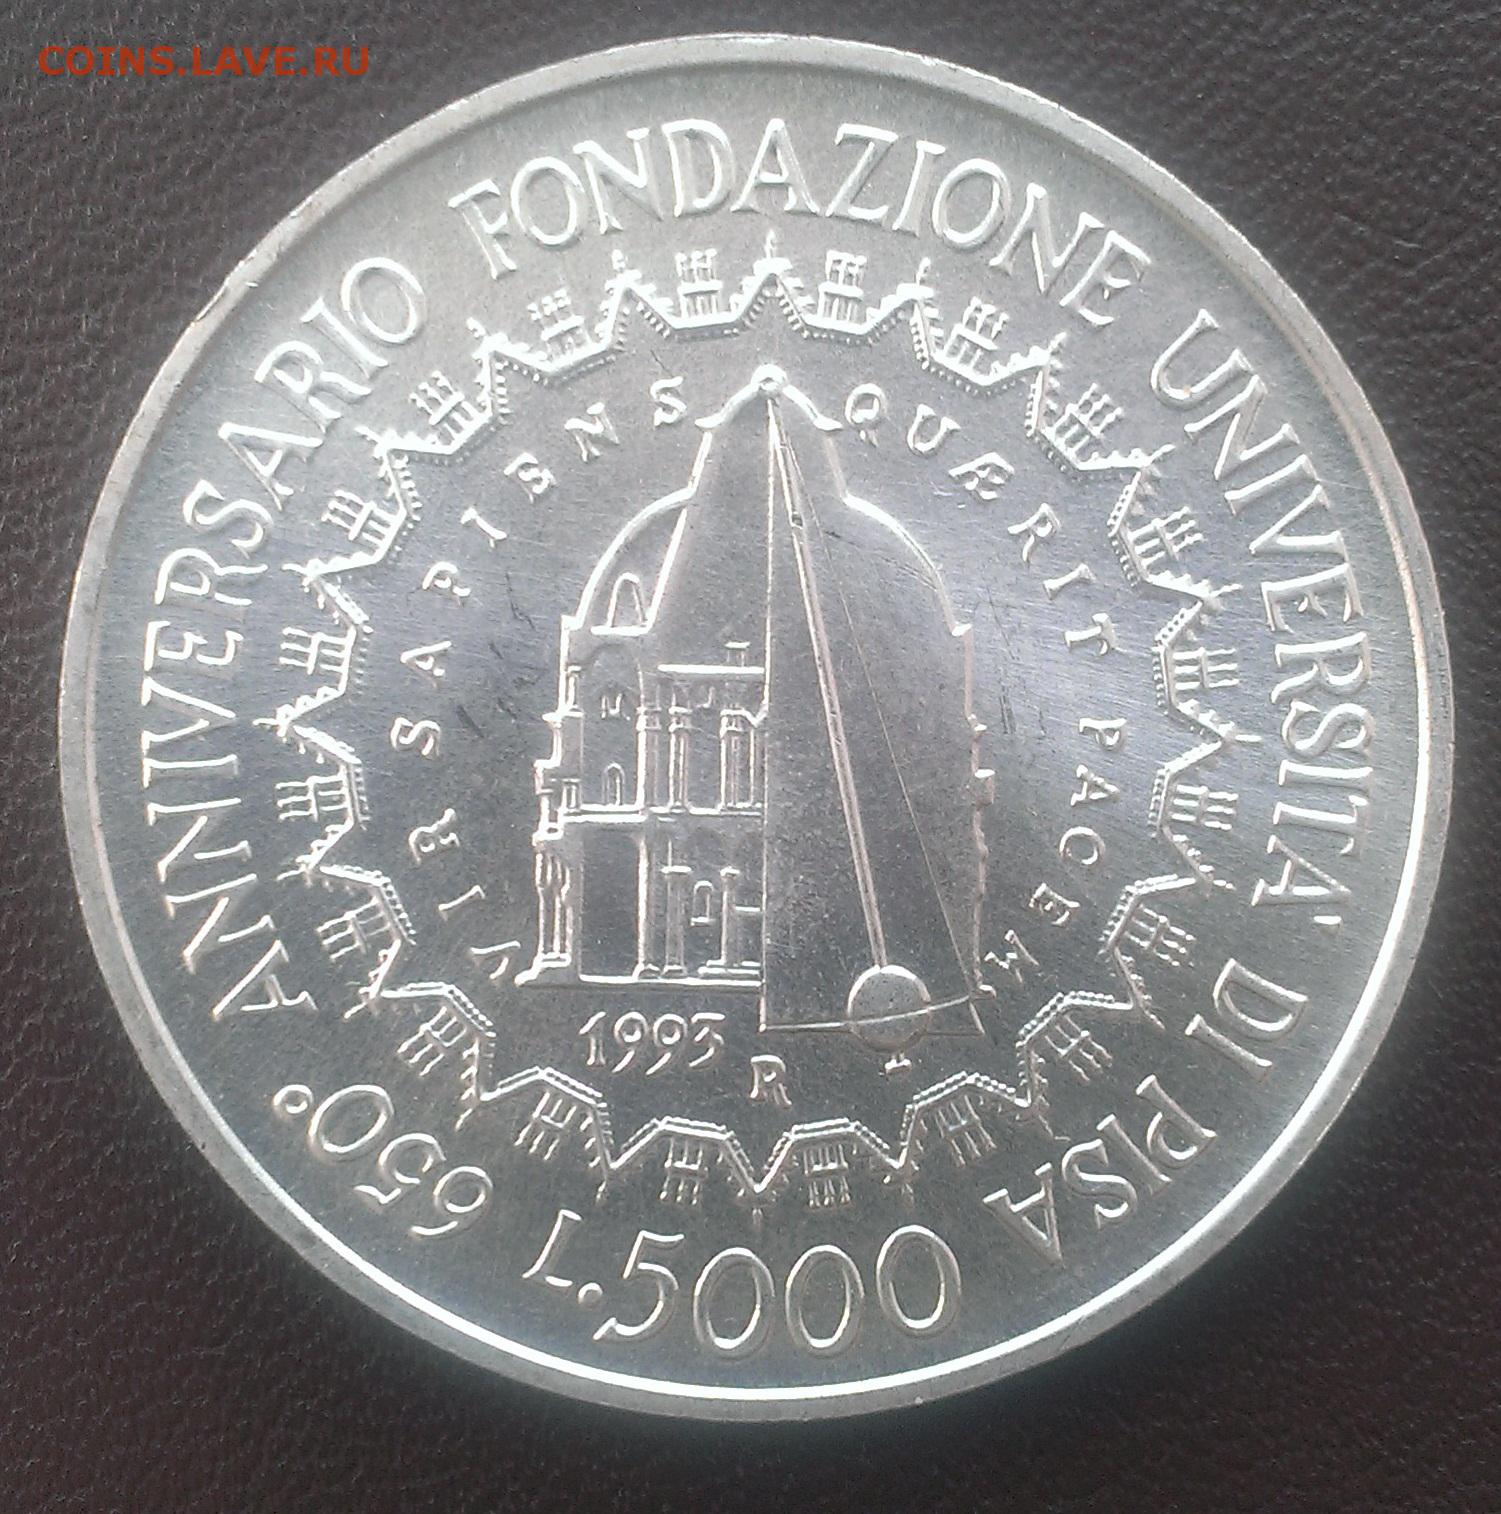 COINS.LAVE.RU
650° ANNIVERSARIO FONDAZIONE UNIVERSITA' DI PISA
VIR SAPIENS QUÆRIT PACEM
1993
R
L.5000